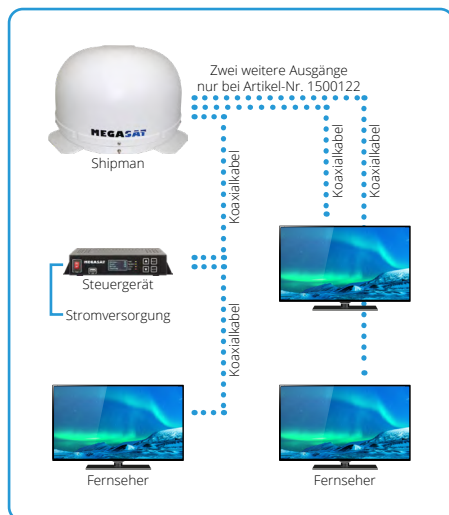 Zwei weitere Ausgänge
nur bei Artikel-Nr. 1500122
MEGASAT
Shipman
Koaxialkabel
Koaxialkabel
Koaxialkabel
MEGASAT
Steuergerät
Stromversorgung
Koaxialkabel
Fernseher
Fernseher